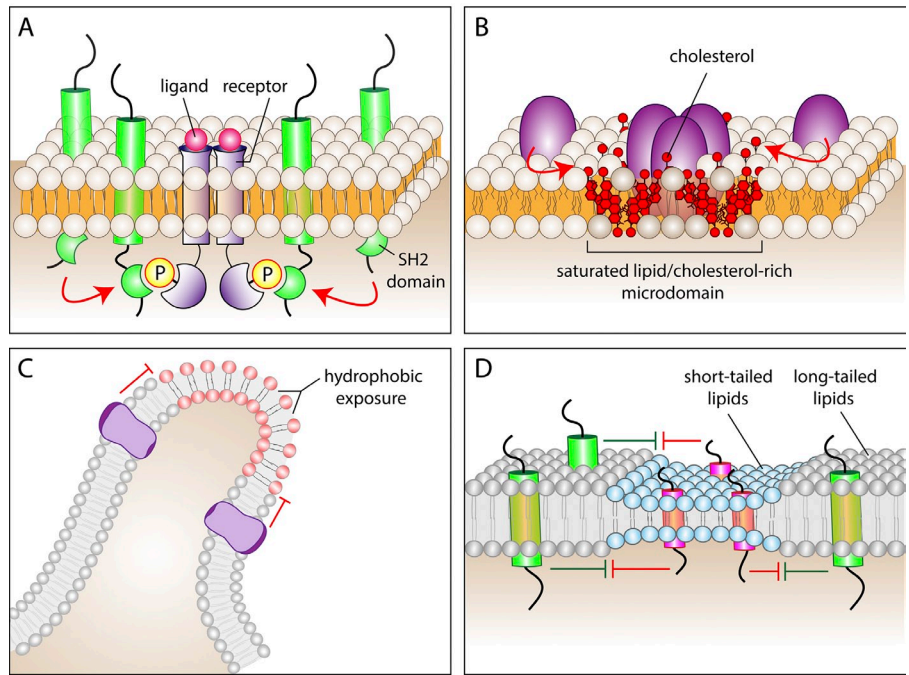 A
ligand
receptor
P
P
SH2
domain
B
cholesterol
saturated lipid/cholesterol-rich
microdomain
C
hydrophobic
exposure
D
short-tailed
lipids
long-tailed
lipids